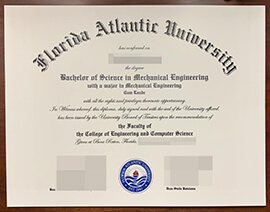 Florida Atlantic University
has conferred on
the degree
Bachelor of Science in Mechanical Engineering
with a major in Mechanical Engineering
Cum Laude
with all the rights and privileges thereunto appertaining.
In Witness whereof, this diploma, duly signed and with the seal of the University affixed,
has been issued by the University Board of Trustees upon the recommendation of
the Faculty of
the College of Engineering and Computer Science
Given at Boca Raton, Florida,